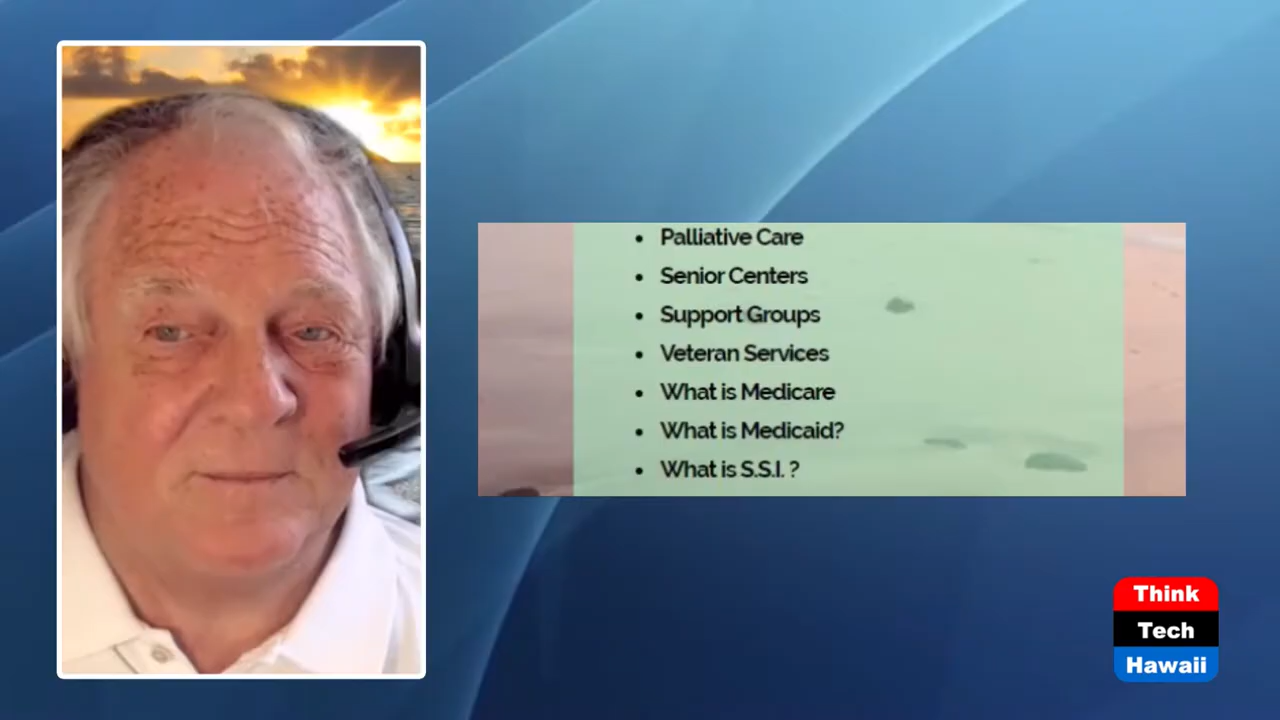 • Palliative Care
• Senior Centers
• Support Groups
• Veteran Services
• What is Medicare
• What is Medicaid?
• What is S.S.I. ?
Think
Tech
Hawaii